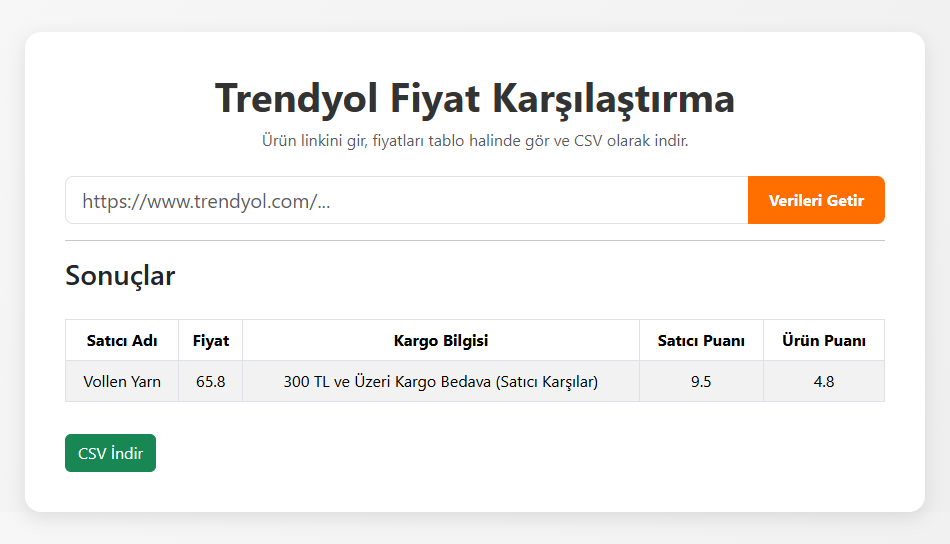 Trendyol Fiyat Karşılaştırma
Ürün linkini gir, fiyatları tablo halinde gör ve CSV olarak indir.
https://www.trendyol.com/... Verileri Getir
Sonuçlar
Satıcı Adı Fiyat Kargo Bilgisi Satıcı Puanı Ürün Puanı
Vollen Yarn 65.8 300 TL ve Üzeri Kargo Bedava (Satıcı Karşılar) 9.5 4.8
CSV İndir